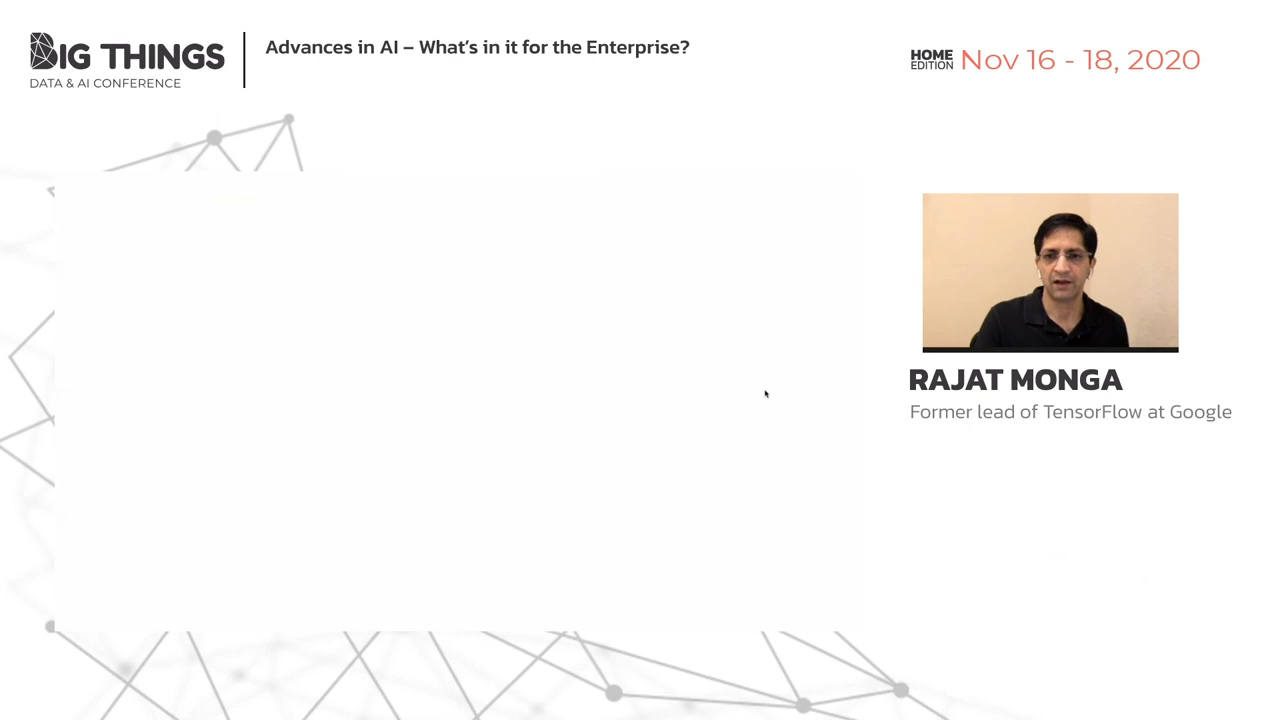 BIG THINGS
DATA & AI CONFERENCE
Advances in AI – What's in it for the Enterprise?
HOME
EDITION
Nov 16 - 18, 2020
RAJAT MONGA
Former lead of TensorFlow at Google